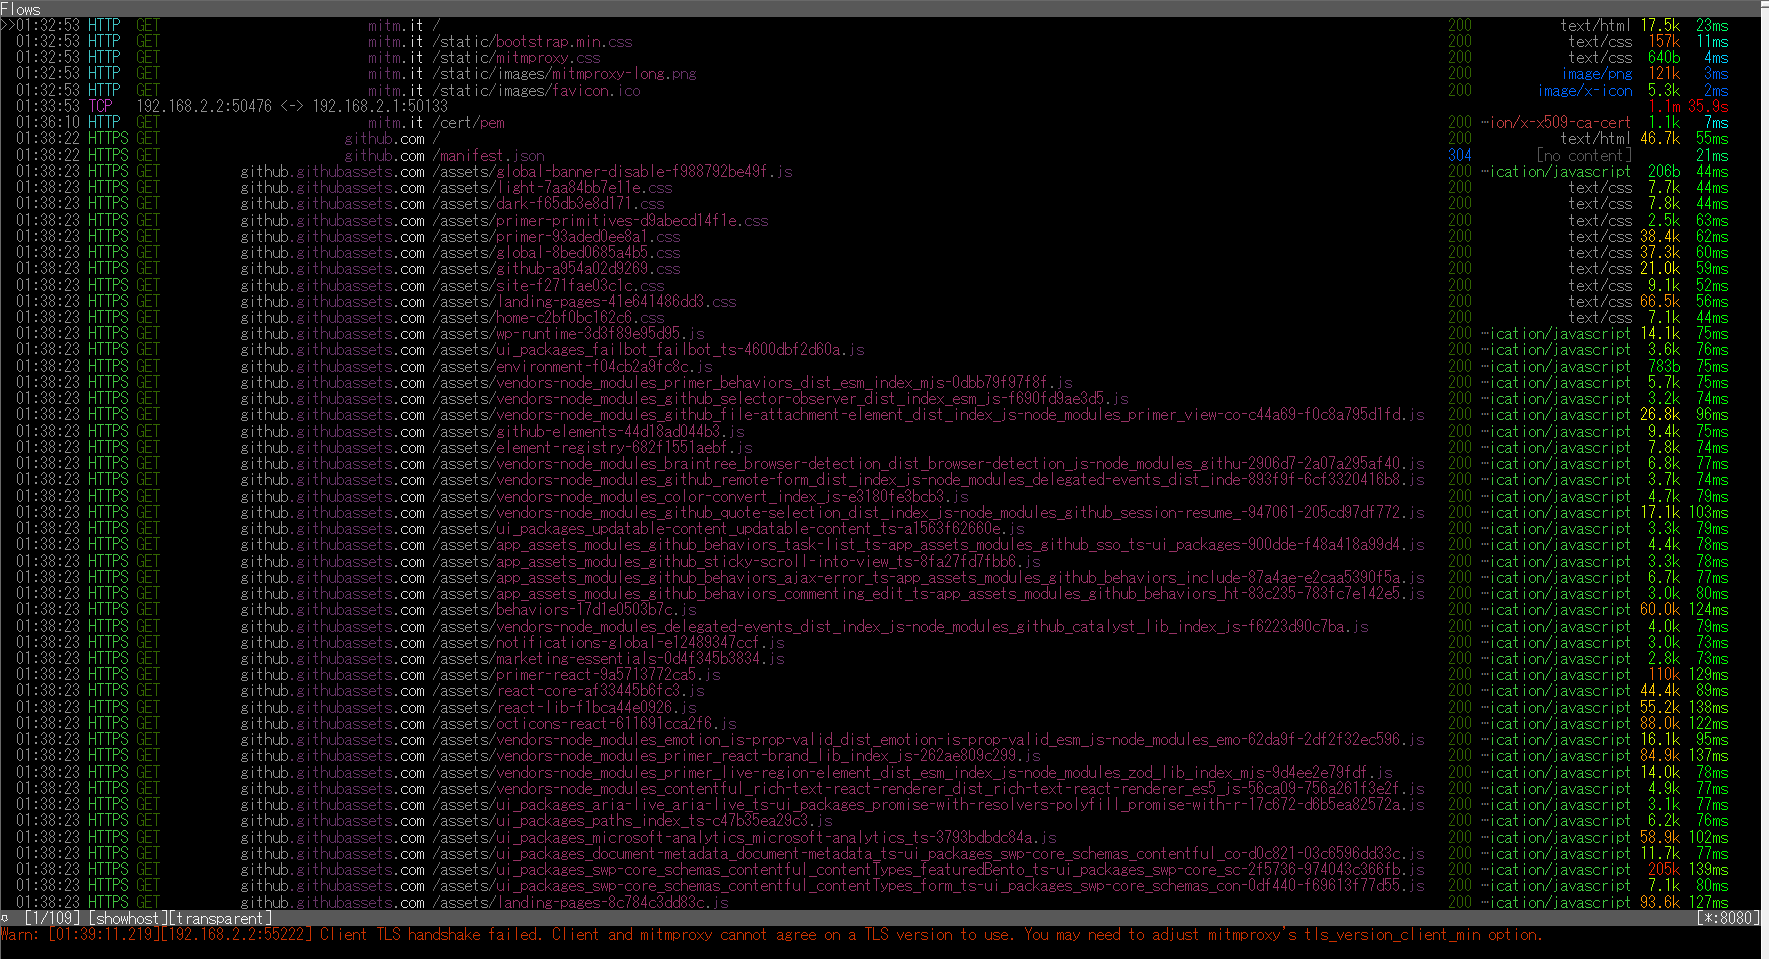 Flows
>>01:32:53 HTTP GET mitm.it / 200 text/html 17.5k 23ms
01:32:53 HTTP GET mitm.it /static/bootstrap.min.css 200 text/css 157k 11ms
01:32:53 HTTP GET mitm.it /static/mitmproxy.css 200 text/css 640b 4ms
01:32:53 HTTP GET mitm.it /static/images/mitmproxy-long.png 200 image/png 121k 3ms
01:32:53 HTTP GET mitm.it /static/images/favicon.ico 200 image/x-icon 5.3k 2ms
01:33:53 TCP 192.168.2.2:50476 <-> 192.168.2.1:50133 1.1m 35.9s
01:36:10 HTTP GET mitm.it /cert/pem 200 …ion/x-x509-ca-cert 1.1k 7ms
01:38:22 HTTPS GET github.com / 200 text/html 46.7k 55ms
01:38:22 HTTPS GET github.com /manifest.json 304 [no content] 21ms
01:38:23 HTTPS GET github.githubassets.com /assets/global-banner-disable-f988792be49f.js 200 …ication/javascript 206b 44ms
01:38:23 HTTPS GET github.githubassets.com /assets/light-7aa84bb7e11e.css 200 text/css 7.7k 44ms
01:38:23 HTTPS GET github.githubassets.com /assets/dark-f65db3e8d171.css 200 text/css 7.8k 44ms
01:38:23 HTTPS GET github.githubassets.com /assets/primer-primitives-d9abecd14f1e.css 200 text/css 2.5k 63ms
01:38:23 HTTPS GET github.githubassets.com /assets/primer-93aded0ee8a1.css 200 text/css 38.4k 62ms
01:38:23 HTTPS GET github.githubassets.com /assets/global-8bed0685a4b5.css 200 text/css 37.3k 60ms
01:38:23 HTTPS GET github.githubassets.com /assets/github-a954a02d9269.css 200 text/css 21.0k 59ms
01:38:23 HTTPS GET github.githubassets.com /assets/site-f271fae03c1c.css 200 text/css 9.1k 52ms
01:38:23 HTTPS GET github.githubassets.com /assets/landing-pages-41e641486dd3.css 200 text/css 66.5k 56ms
01:38:23 HTTPS GET github.githubassets.com /assets/home-c2bf0bc162c6.css 200 text/css 7.1k 44ms
01:38:23 HTTPS GET github.githubassets.com /assets/wp-runtime-3d3f89e95d95.js 200 …ication/javascript 14.1k 75ms
01:38:23 HTTPS GET github.githubassets.com /assets/ui_packages_failbot_failbot_ts-4600dbf2d60a.js 200 …ication/javascript 3.6k 76ms
01:38:23 HTTPS GET github.githubassets.com /assets/environment-f04cb2a9fc8c.js 200 …ication/javascript 783b 75ms
01:38:23 HTTPS GET github.githubassets.com /assets/vendors-node_modules_primer_behaviors_dist_esm_index_mjs-0dbb79f97f8f.js 200 …ication/javascript 5.7k 75ms
01:38:23 HTTPS GET github.githubassets.com /assets/vendors-node_modules_github_selector-observer_dist_index_esm_js-f690fd9ae3d5.js 200 …ication/javascript 3.2k 74ms
01:38:23 HTTPS GET github.githubassets.com /assets/vendors-node_modules_github_file-attachment-element_dist_index_js-node_modules_primer_view-co-c44a69-f0c8a795d1fd.js 200 …ication/javascript 26.8k 96ms
01:38:23 HTTPS GET github.githubassets.com /assets/github-elements-44d18ad044b3.js 200 …ication/javascript 9.4k 75ms
01:38:23 HTTPS GET github.githubassets.com /assets/element-registry-682f1551aebf.js 200 …ication/javascript 7.8k 74ms
01:38:23 HTTPS GET github.githubassets.com /assets/vendors-node_modules_braintree_browser-detection_dist_browser-detection_js-node_modules_githu-2906d7-2a07a295af40.js 200 …ication/javascript 6.8k 77ms
01:38:23 HTTPS GET github.githubassets.com /assets/vendors-node_modules_github_remote-form_dist_index_js-node_modules_delegated-events_dist_inde-893f9f-6cf3320416b8.js 200 …ication/javascript 3.7k 74ms
01:38:23 HTTPS GET github.githubassets.com /assets/vendors-node_modules_color-convert_index_js-e3180fe3bcb3.js 200 …ication/javascript 4.7k 79ms
01:38:23 HTTPS GET github.githubassets.com /assets/vendors-node_modules_github_quote-selection_dist_index_js-node_modules_github_session-resume_-947061-205cd97df772.js 200 …ication/javascript 17.1k 103ms
01:38:23 HTTPS GET github.githubassets.com /assets/ui_packages_updatable-content_updatable-content_ts-a1563f62660e.js 200 …ication/javascript 3.3k 79ms
01:38:23 HTTPS GET github.githubassets.com /assets/app_assets_modules_github_behaviors_task-list_ts-app_assets_modules_github_sso_ts-ui_packages-900dde-f48a418a99d4.js 200 …ication/javascript 4.4k 78ms
01:38:23 HTTPS GET github.githubassets.com /assets/app_assets_modules_github_sticky-scroll-into-view_ts-8fa27fd7fbb6.js 200 …ication/javascript 3.3k 78ms
01:38:23 HTTPS GET github.githubassets.com /assets/app_assets_modules_github_behaviors_ajax-error_ts-app_assets_modules_github_behaviors_include-87a4ae-e2caa5390f5a.js 200 …ication/javascript 6.7k 77ms
01:38:23 HTTPS GET github.githubassets.com /assets/app_assets_modules_github_behaviors_commenting_edit_ts-app_assets_modules_github_behaviors_ht-83c235-783fc7e142e5.js 200 …ication/javascript 3.0k 80ms
01:38:23 HTTPS GET github.githubassets.com /assets/behaviors-17d1e0503b7c.js 200 …ication/javascript 60.0k 124ms
01:38:23 HTTPS GET github.githubassets.com /assets/vendors-node_modules_delegated-events_dist_index_js-node_modules_github_catalyst_lib_index_js-f6223d90c7ba.js 200 …ication/javascript 4.0k 79ms
01:38:23 HTTPS GET github.githubassets.com /assets/notifications-global-e12489347ccf.js 200 …ication/javascript 3.0k 73ms
01:38:23 HTTPS GET github.githubassets.com /assets/marketing-essentials-0d4f345b3834.js 200 …ication/javascript 2.8k 73ms
01:38:23 HTTPS GET github.githubassets.com /assets/primer-react-9a5713772ca5.js 200 …ication/javascript 110k 129ms
01:38:23 HTTPS GET github.githubassets.com /assets/react-core-af33445b6fc3.js 200 …ication/javascript 44.4k 89ms
01:38:23 HTTPS GET github.githubassets.com /assets/react-lib-f1bca44e0926.js 200 …ication/javascript 55.2k 138ms
01:38:23 HTTPS GET github.githubassets.com /assets/octicons-react-611691cca2f6.js 200 …ication/javascript 88.0k 122ms
01:38:23 HTTPS GET github.githubassets.com /assets/vendors-node_modules_emotion_is-prop-valid_dist_emotion-is-prop-valid_esm_js-node_modules_emo-62da9f-2df2f32ec596.js 200 …ication/javascript 16.1k 95ms
01:38:23 HTTPS GET github.githubassets.com /assets/vendors-node_modules_primer_react-brand_lib_index_js-262ae809c299.js 200 …ication/javascript 84.9k 137ms
01:38:23 HTTPS GET github.githubassets.com /assets/vendors-node_modules_primer_live-region-element_dist_esm_index_js-node_modules_zod_lib_index_mjs-9d4ee2e79fdf.js 200 …ication/javascript 14.0k 78ms
01:38:23 HTTPS GET github.githubassets.com /assets/vendors-node_modules_contentful_rich-text-react-renderer_dist_rich-text-react-renderer_es5_js-56ca09-756a261f3e2f.js 200 …ication/javascript 4.9k 77ms
01:38:23 HTTPS GET github.githubassets.com /assets/ui_packages_aria-live_aria-live_ts-ui_packages_promise-with-resolvers-polyfill_promise-with-r-17c672-d6b5ea82572a.js 200 …ication/javascript 3.1k 77ms
01:38:23 HTTPS GET github.githubassets.com /assets/ui_packages_paths_index_ts-c47b35ea29c3.js 200 …ication/javascript 6.2k 76ms
01:38:23 HTTPS GET github.githubassets.com /assets/ui_packages_microsoft-analytics_microsoft-analytics_ts-3793bdbdc84a.js 200 …ication/javascript 58.9k 102ms
01:38:23 HTTPS GET github.githubassets.com /assets/ui_packages_document-metadata_document-metadata_ts-ui_packages_swp-core_schemas_contentful_co-d0c821-03c6596dd33c.js 200 …ication/javascript 11.7k 77ms
01:38:23 HTTPS GET github.githubassets.com /assets/ui_packages_swp-core_schemas_contentful_contentTypes_featuredBento_ts-ui_packages_swp-core_sc-2f5736-974043c366fb.js 200 …ication/javascript 205k 139ms
01:38:23 HTTPS GET github.githubassets.com /assets/ui_packages_swp-core_schemas_contentful_contentTypes_form_ts-ui_packages_swp-core_schemas_con-0df440-f69613f77d55.js 200 …ication/javascript 7.1k 80ms
01:38:23 HTTPS GET github.githubassets.com /assets/landing-pages-8c784c3dd83c.js 200 …ication/javascript 93.6k 127ms
[1/109] [showhost][transparent] [*:8080]
Warn: [01:39:11.219][192.168.2.2:55222] Client TLS handshake failed. Client and mitmproxy cannot agree on a TLS version to use. You may need to adjust mitmproxy's tls_version_client_min option.